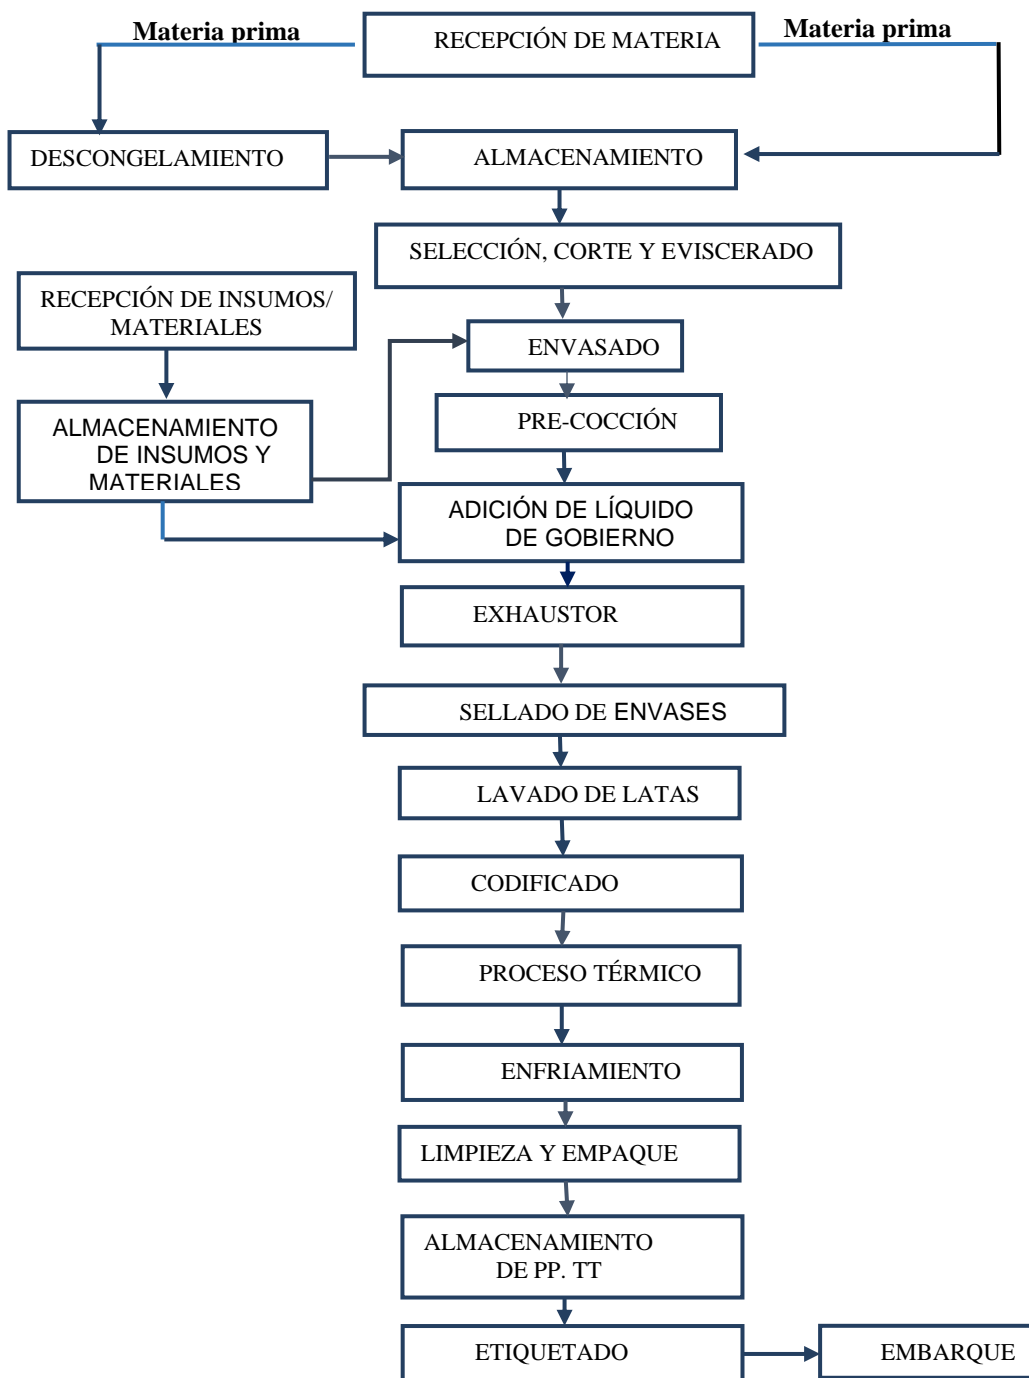 Materia prima
RECEPCIÓN DE MATERIA
Materia prima
DESCONGELAMIENTO
ALMACENAMIENTO
SELECCIÓN, CORTE Y EVISCERADO
RECEPCIÓN DE INSUMOS/
MATERIALES
ENVASADO
PRE-COCCIÓN
ALMACENAMIENTO
DE INSUMOS Y
MATERIALES
ADICIÓN DE LÍQUIDO
DE GOBIERNO
EXHAUSTOR
SELLADO DE ENVASES
LAVADO DE LATAS
CODIFICADO
PROCESO TÉRMICO
ENFRIAMIENTO
LIMPIEZA Y EMPAQUE
ALMACENAMIENTO
DE PP. TT
ETIQUETADO
EMBARQUE